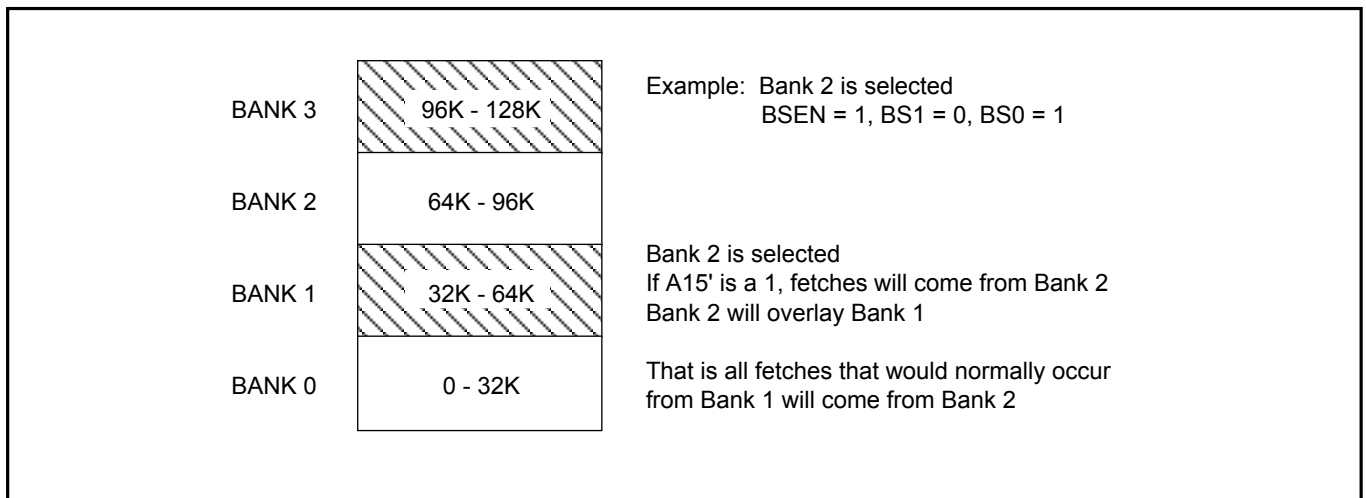 BANK 3
96K - 128K
Example: Bank 2 is selected
BSEN = 1, BS1 = 0, BS0 = 1
BANK 2
64K - 96K
BANK 1
32K - 64K
Bank 2 is selected
If A15' is a 1, fetches will come from Bank 2
Bank 2 will overlay Bank 1
BANK 0
0 - 32K
That is all fetches that would normally occur
from Bank 1 will come from Bank 2